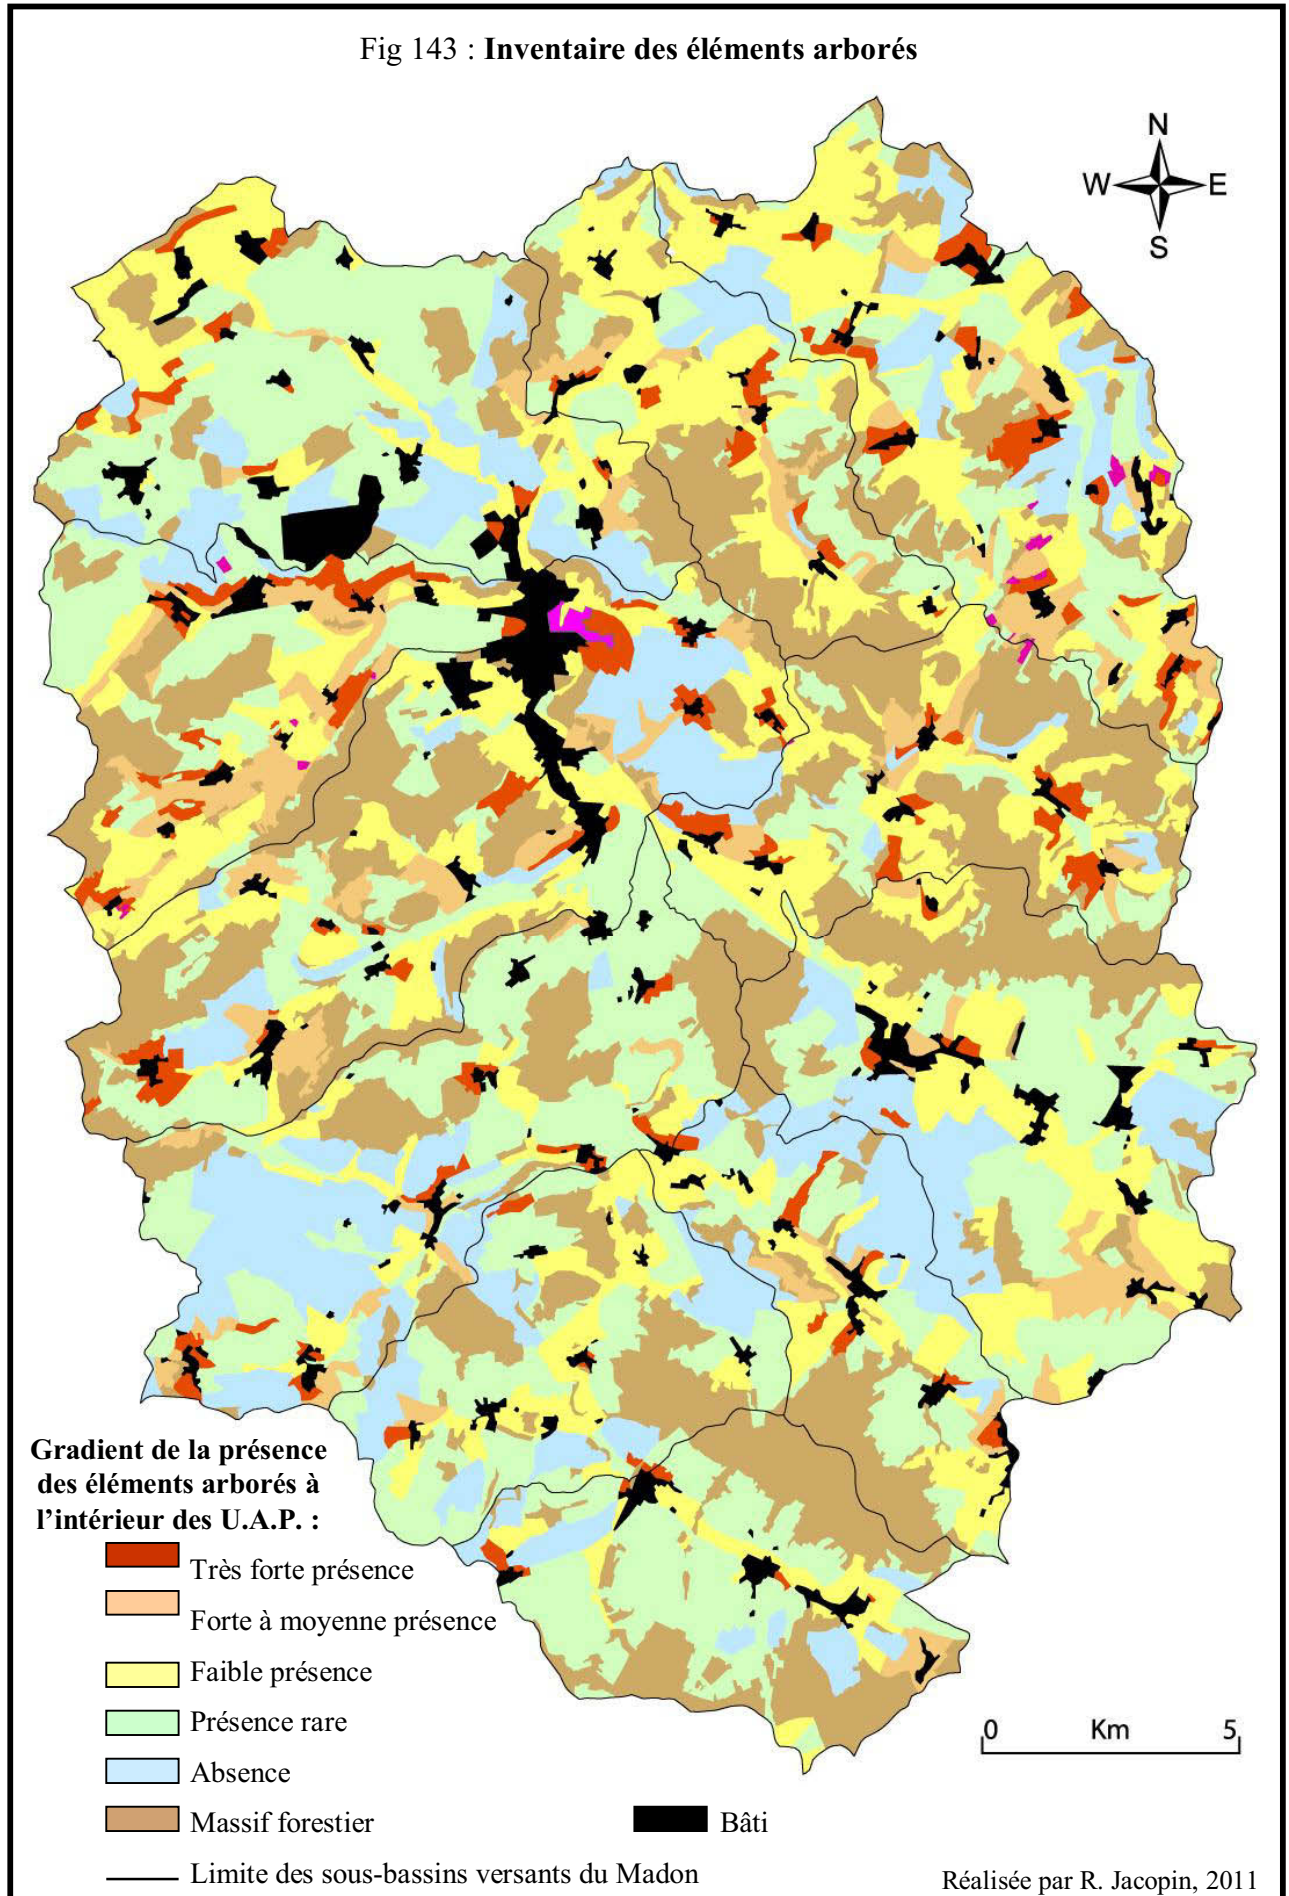 Fig 143 : Inventaire des éléments arborés
N
W E
S
Gradient de la présence
des éléments arborés à
l’intérieur des U.A.P. :
Très forte présence
Forte à moyenne présence
Faible présence
Présence rare
Absence
Massif forestier
Bâti
Limite des sous-bassins versants du Madon
0 Km 5
Réalisée par R. Jacopin, 2011